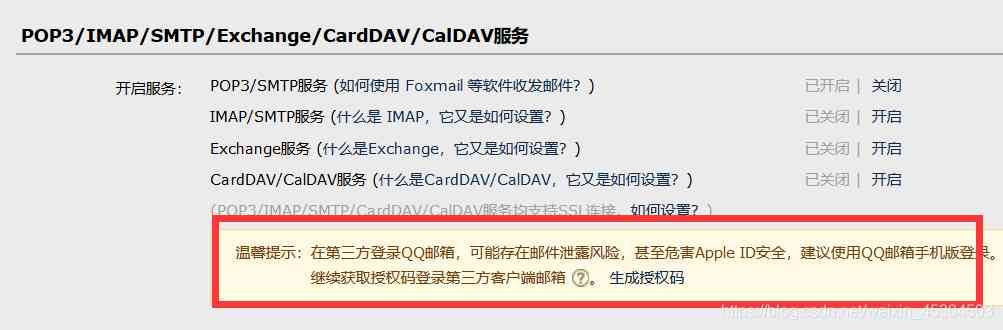 POP3/IMAP/SMTP/Exchange/CardDAV/CalDAV服务
开启服务： POP3/SMTP服务 (如何使用 Foxmail 等软件收发邮件？) 已开启 | 关闭
IMAP/SMTP服务 (什么是 IMAP，它又是如何设置？) 已关闭 | 开启
Exchange服务 (什么是Exchange，它又是如何设置？) 已关闭 | 开启
CardDAV/CalDAV服务 (什么是CardDAV/CalDAV，它又是如何设置？) 已关闭 | 开启
(POP3/IMAP/SMTP/CardDAV/CalDAV服务均支持SSL连接。如何设置？)
温馨提示：在第三方登录QQ邮箱，可能存在邮件泄露风险，甚至危害Apple ID安全，建议使用QQ邮箱手机版登录。
继续获取授权码登录第三方客户端邮箱 ?。 生成授权码